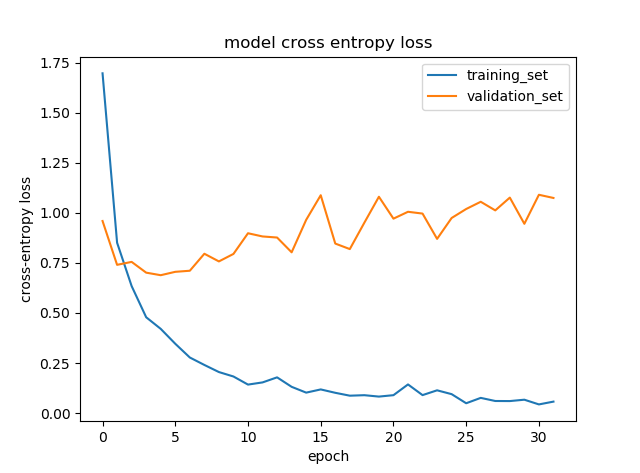 model cross entropy loss
training_set
validation_set
cross-entropy loss
1.75
1.50
1.25
1.00
0.75
0.50
0.25
0.00
0 5 10 15 20 25 30
epoch